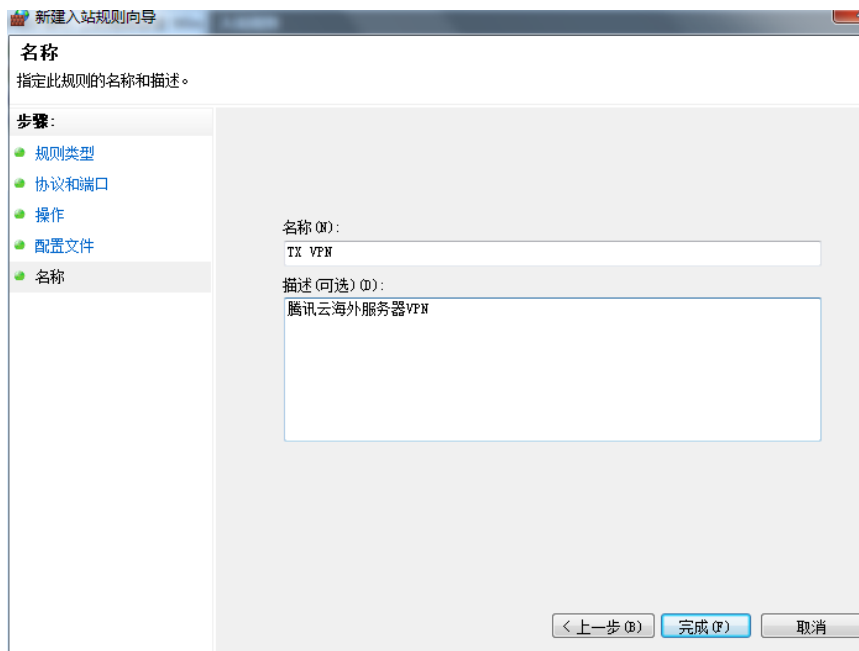 新建入站规则向导
名称
指定此规则的名称和描述。
步骤:
规则类型
协议和端口
操作
配置文件
名称
名称(N):
TX VPN
描述(可选)(D):
腾讯云海外服务器VPN
< 上一步(B)
完成(F)
取消